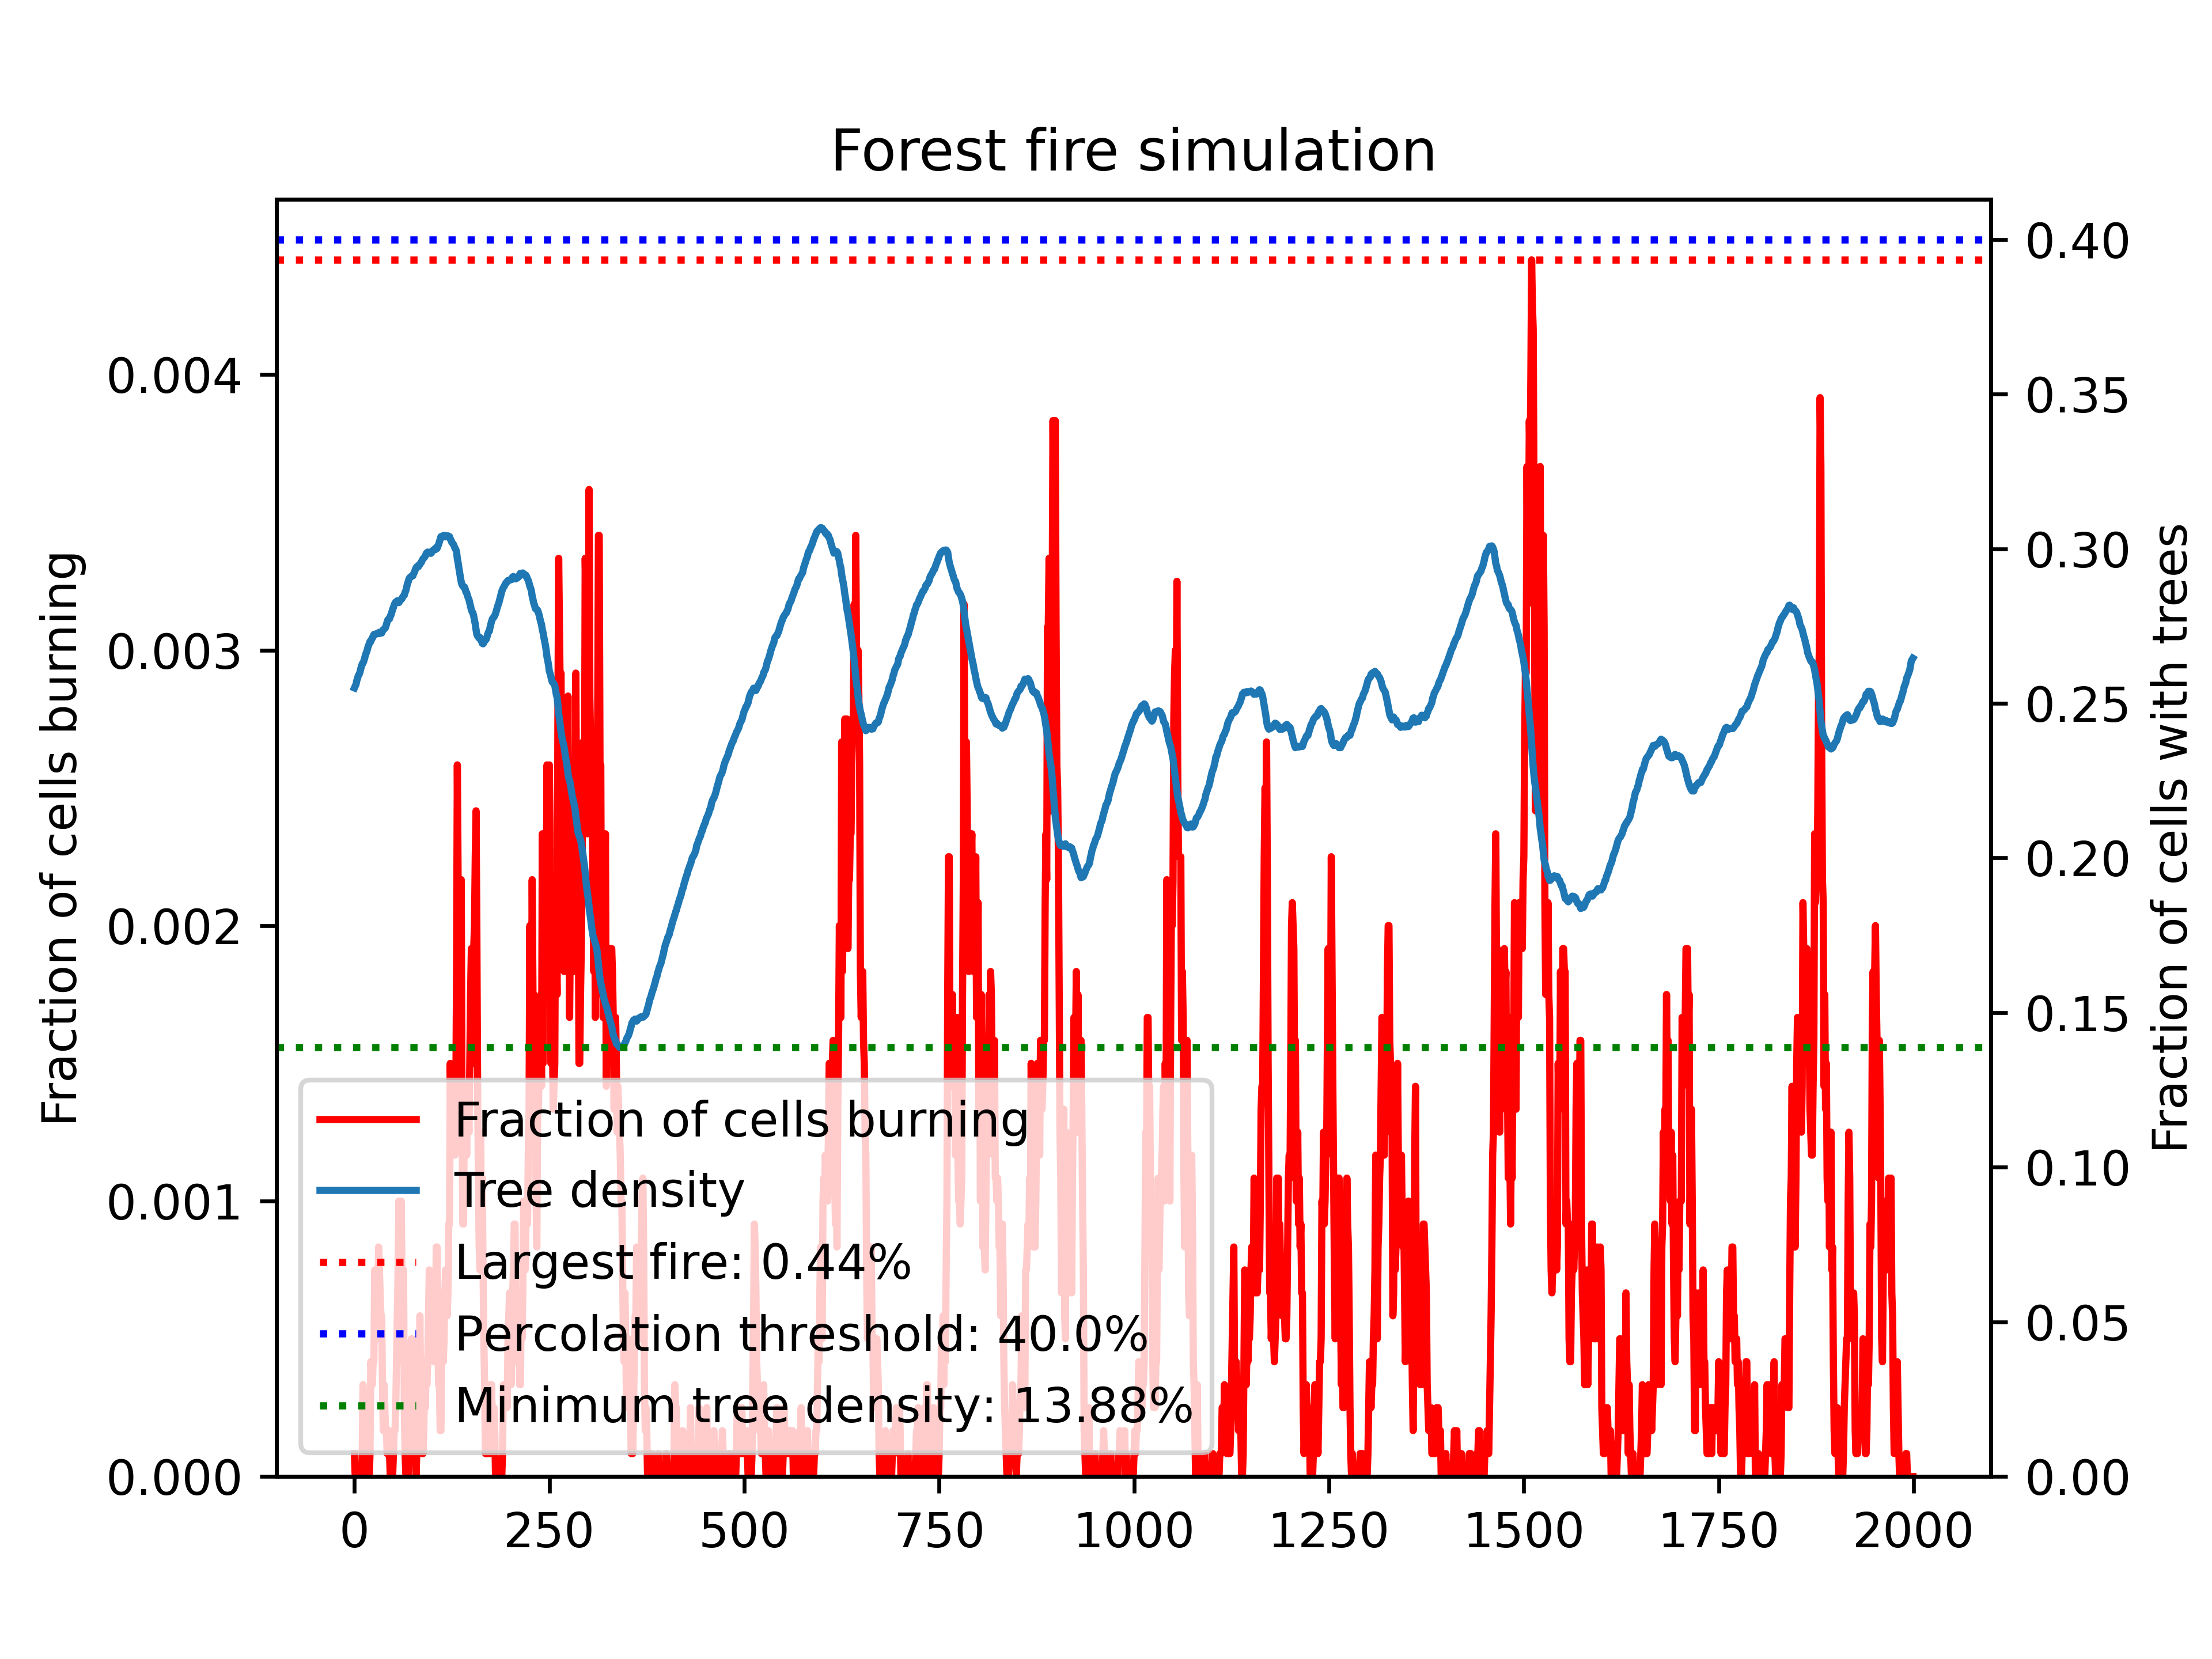 Forest fire simulation
0.004
0.003
0.002
0.001
0.000
Fraction of cells burning
0.40
0.35
0.30
0.25
0.20
0.15
0.10
0.05
0.00
Fraction of cells with trees
Fraction of cells burning
Tree density
Largest fire: 0.44%
Percolation threshold: 40.0%
Minimum tree density: 13.88%
0 250 500 750 1000 1250 1500 1750 2000